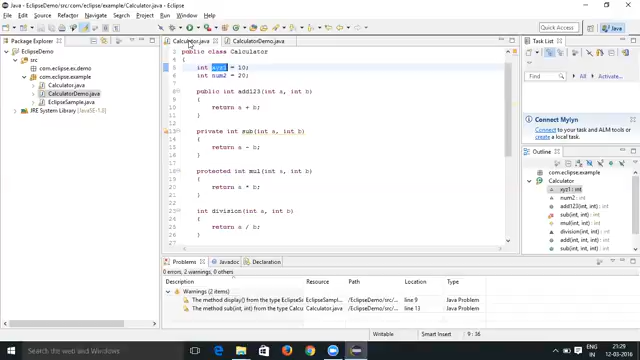 Java - EclipseDemo/src/com/eclipse/example/Calculator.java - Eclipse
File Edit Source Refactor Navigate Search Project Run Window Help
Quick Access
Java
Package Explorer
EclipseDemo
src
com.eclipse.ex.demo
com.eclipse.example
Calculator.java
CalculatorDemo.java
EclipseSample.java
JRE System Library [JavaSE-1.7]
Calculator.java
CalculatorDemo.java
public class Calculator
{
int xyz1 = 10;
int num2 = 20;
public int add123(int a, int b)
{
return a + b;
}
private int sub(int a, int b)
{
return a - b;
}
protected int mul(int a, int b)
{
return a * b;
}
int division(int a, int b)
{
return a / b;
}
Task List
Find
All
Activate...
Connect Mylyn
Connect to your task and ALM tools or
create a local task.
Outline
com.eclipse.example
Calculator
xyz1 : int
num2 : int
add123(int, int) : int
sub(int, int) : int
mul(int, int) : int
division(int, int) : int
add(int, int) : int
sub(int, int) : int
Problems
Javadoc
Declaration
0 errors, 2 warnings, 0 others
Description Resource Path Location Type
Warnings (2 items)
The method display() from the type EclipseS... EclipseSample... /EclipseDemo/src/... line 9 Java Problem
The method sub(int, int) from the type Calcu... Calculator.java /EclipseDemo/src/... line 13 Java Problem
Writable Smart Insert 9 : 36
Search the web and Windows
ENG
IN
21:29
12-03-2016